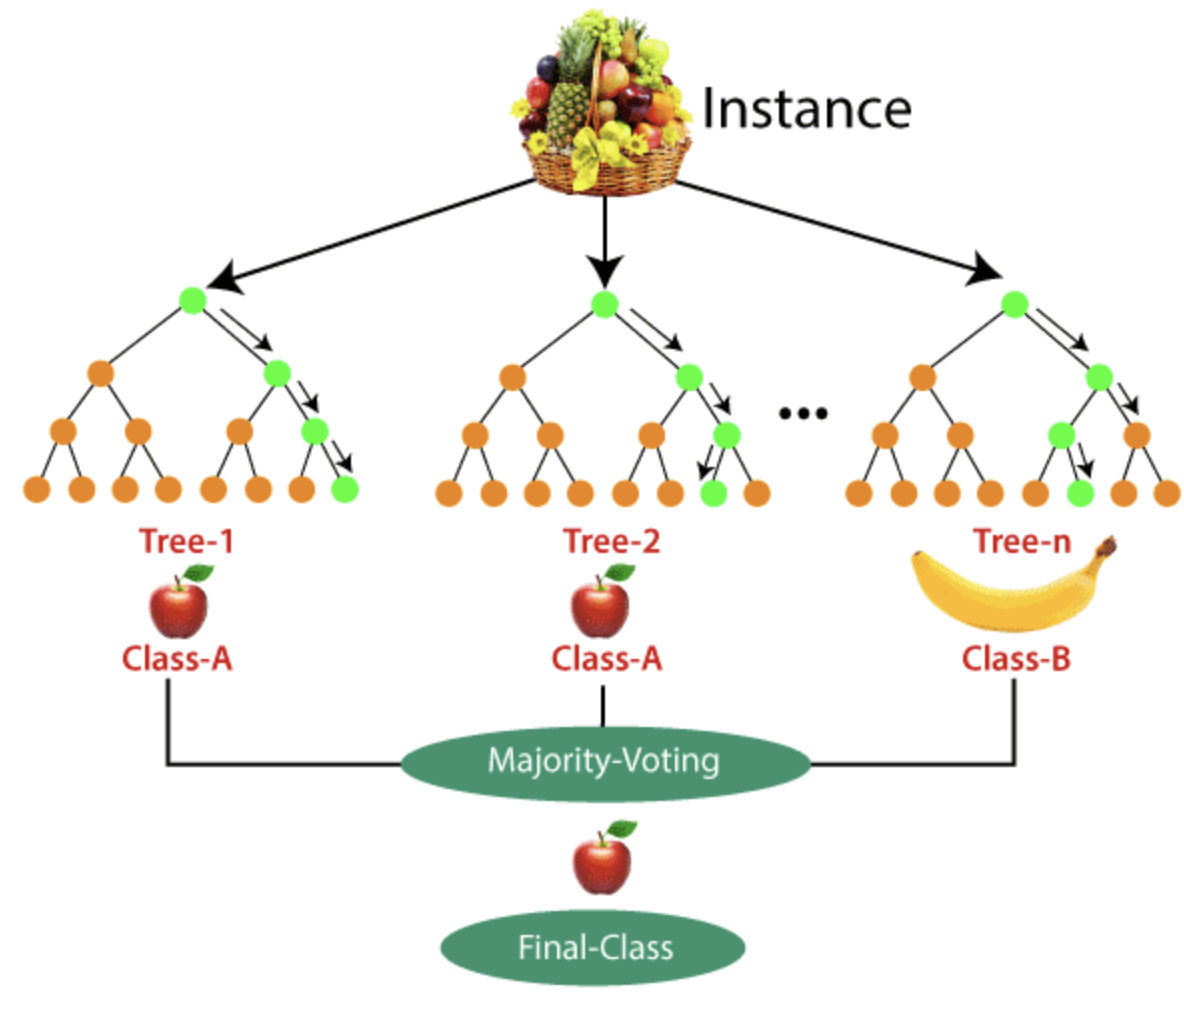 Instance
Tree-1
Tree-2
...
Tree-n
Class-A
Class-A
Class-B
Majority-Voting
Final-Class